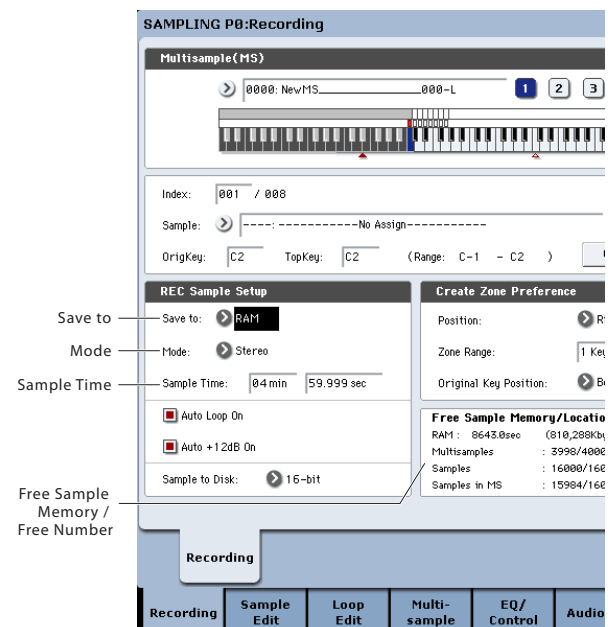 SAMPLING P0:Recording
Multisample(MS)
0000: NewMS_______________000-L
1 2 3
Index: 001 / 008
Sample: ----: -----------No Assign-----------
OrigKey: C2 TopKey: C2 (Range: C-1 - C2 )
REC Sample Setup
Save to
Save to: RAM
Mode
Mode: Stereo
Sample Time
Sample Time: 04 min 59.999 sec
Auto Loop On
Auto +12dB On
Sample to Disk: 16-bit
Create Zone Preference
Position:
Zone Range: 1 Key
Original Key Position:
Free Sample Memory/Locatio
RAM : 8643.0sec (810,288Kb
Multisamples : 3998/4000
Samples : 16000/160
Samples in MS : 15984/160
Free Sample
Memory /
Free Number
Recording
Recording
Sample Edit
Loop Edit
Multi-sample
EQ/ Control
Audio